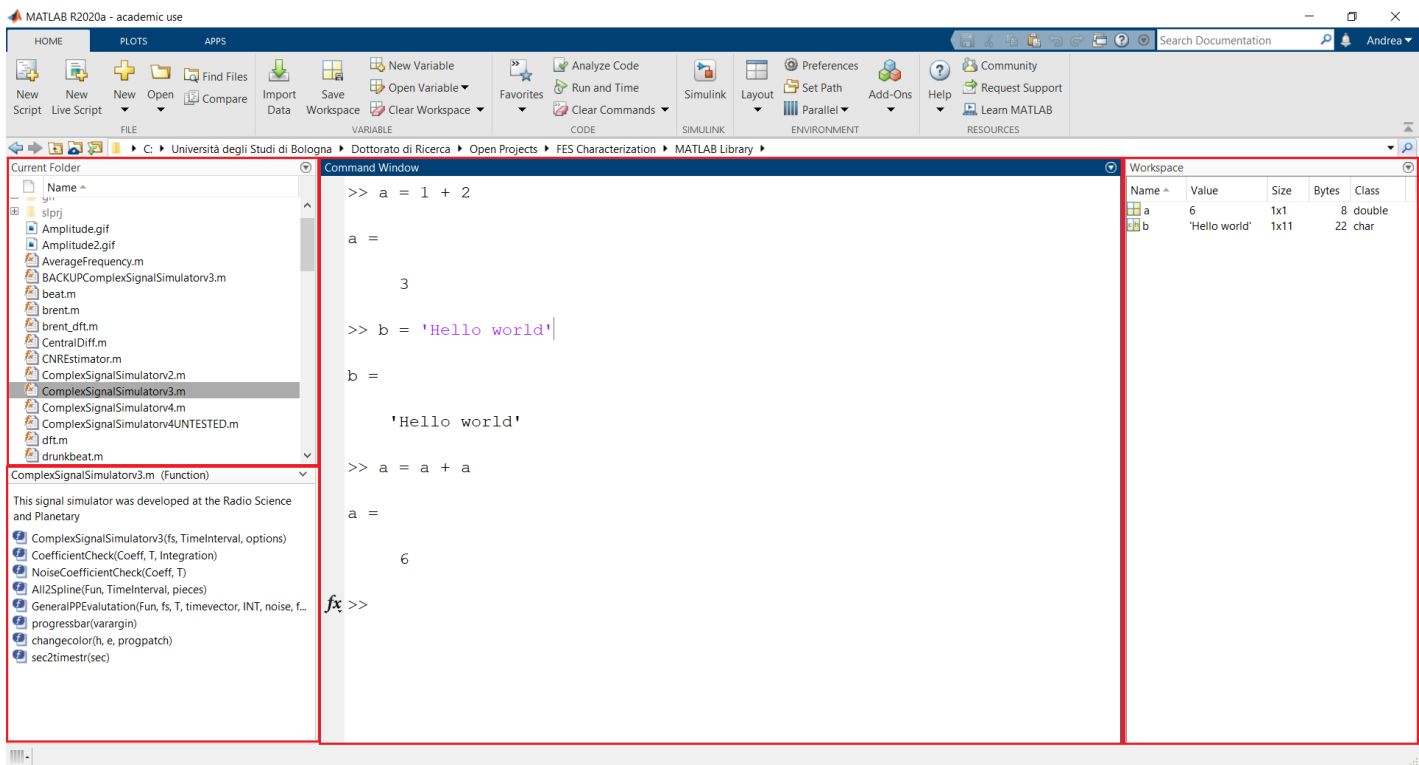 MATLAB R2020a - academic use
HOME PLOTS APPS
Search Documentation
Andrea
New Script
New Live Script
New
Open
Find Files
Compare
Import Data
Save Workspace
New Variable
Open Variable
Clear Workspace
Favorites
Analyze Code
Run and Time
Clear Commands
Simulink
Layout
Preferences
Set Path
Parallel
Add-Ons
Help
Community
Request Support
Learn MATLAB
FILE VARIABLE CODE SIMULINK ENVIRONMENT RESOURCES
C: Università degli Studi di Bologna Dottorato di Ricerca Open Projects FES Characterization MATLAB Library
Current Folder
Name
slprj
Amplitude.gif
Amplitude2.gif
AverageFrequency.m
BACKUPComplexSignalSimulatorv3.m
beat.m
brent.m
brent_dft.m
CentralDiff.m
CNREstimator.m
ComplexSignalSimulatorv2.m
ComplexSignalSimulatorv3.m
ComplexSignalSimulatorv4.m
ComplexSignalSimulatorv4UNTESTED.m
dft.m
drunkbeat.m
ComplexSignalSimulatorv3.m (Function)
This signal simulator was developed at the Radio Science
and Planetary
ComplexSignalSimulatorv3(fs, TimeInterval, options)
CoefficientCheck(Coeff, T, Integration)
NoiseCoefficientCheck(Coeff, T)
All2Spline(Fun, TimeInterval, pieces)
GeneralPPEvalutation(Fun, fs, T, timevector, INT, noise, f...
progressbar(varargin)
changecolor(h, e, progpatch)
sec2timestr(sec)
Command Window
>> a = 1 + 2
a =
3
>> b = 'Hello world'
b =
'Hello world'
>> a = a + a
a =
6
fx >>
Workspace
Name Value Size Bytes Class
a 6 1x1 8 double
b 'Hello world' 1x11 22 char